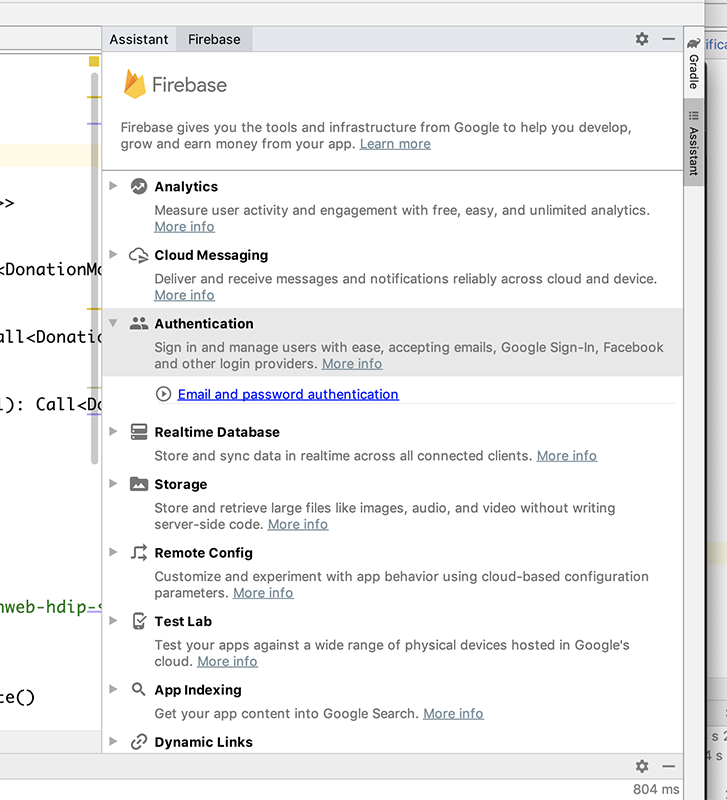 Assistant Firebase
Firebase
Firebase gives you the tools and infrastructure from Google to help you develop,
grow and earn money from your app. Learn more
Analytics
Measure user activity and engagement with free, easy, and unlimited analytics.
More info
Cloud Messaging
Deliver and receive messages and notifications reliably across cloud and device.
More info
Authentication
Sign in and manage users with ease, accepting emails, Google Sign-In, Facebook
and other login providers. More info
Email and password authentication
Realtime Database
Store and sync data in realtime across all connected clients. More info
Storage
Store and retrieve large files like images, audio, and video without writing
server-side code. More info
Remote Config
Customize and experiment with app behavior using cloud-based configuration
parameters. More info
Test Lab
Test your apps against a wide range of physical devices hosted in Google's
cloud. More info
App Indexing
Get your app content into Google Search. More info
Dynamic Links
804 ms
Gradle
Assistant
>>
<DonationMo
all<Donatio
l): Call<Do
nweb-hdip-s
te()
ifica
s 2
4 s